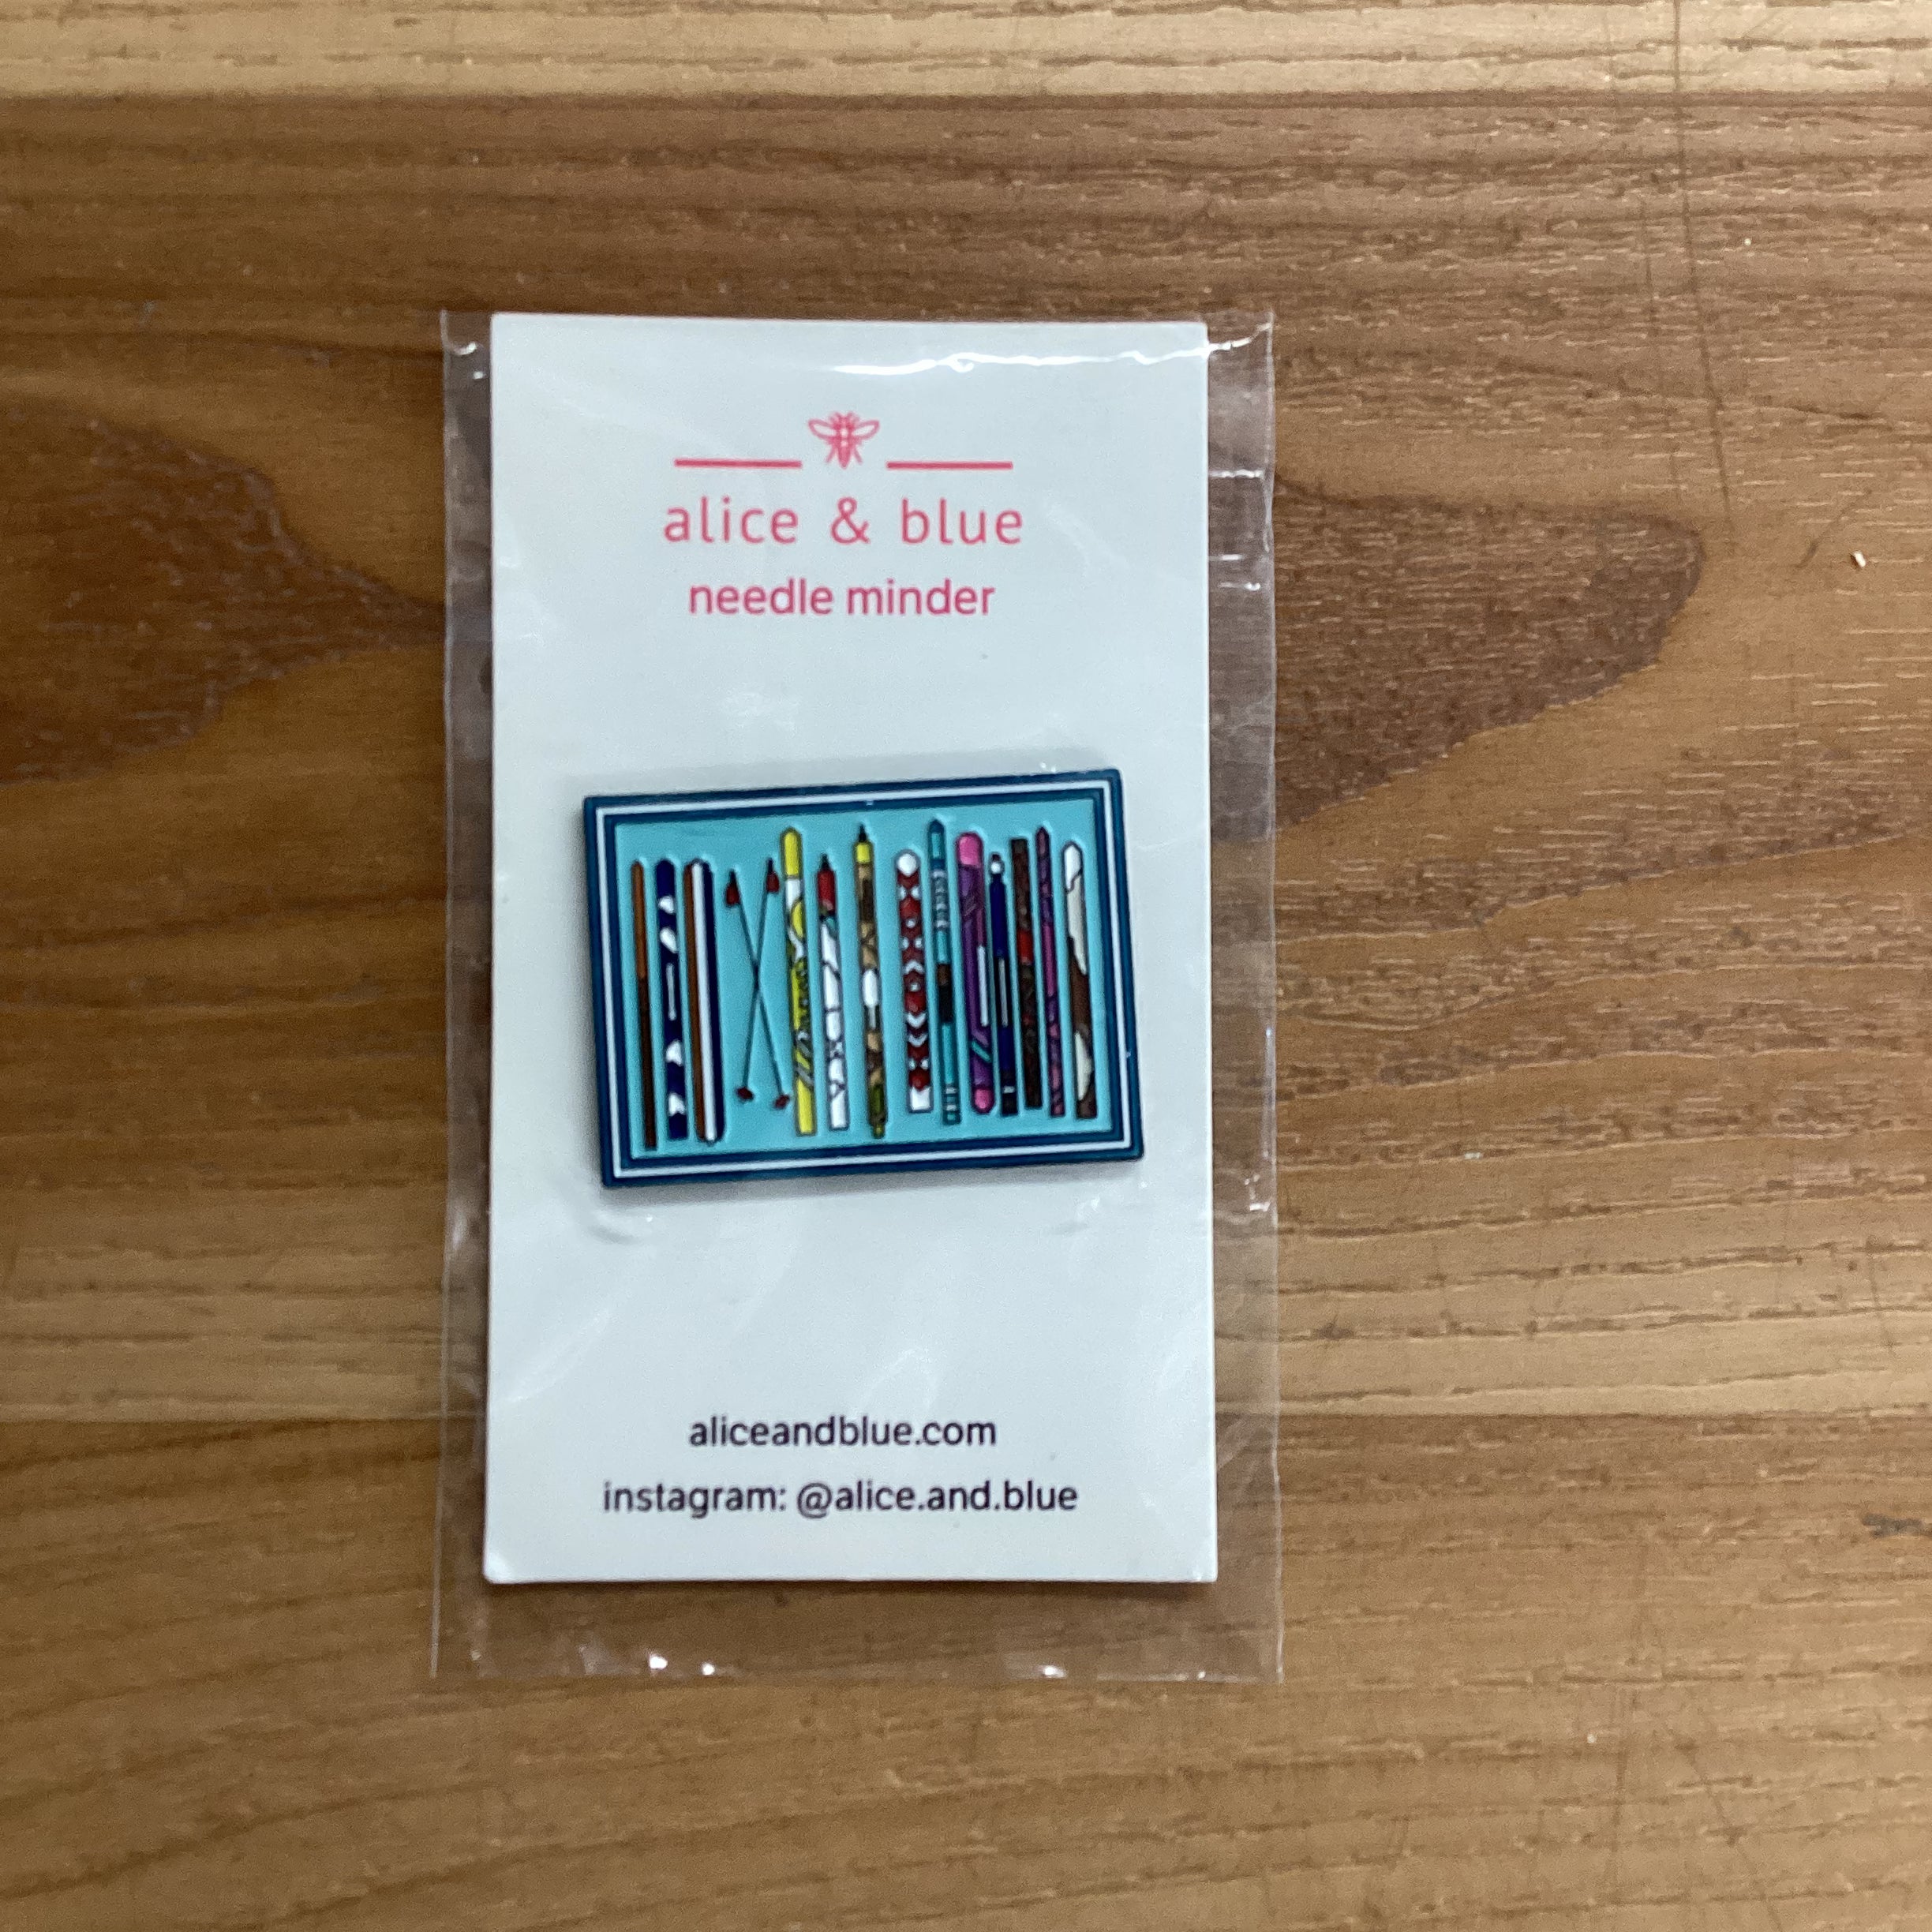 alice & blue
needle minder
aliceandblue.com
instagram: @alice.and.blue